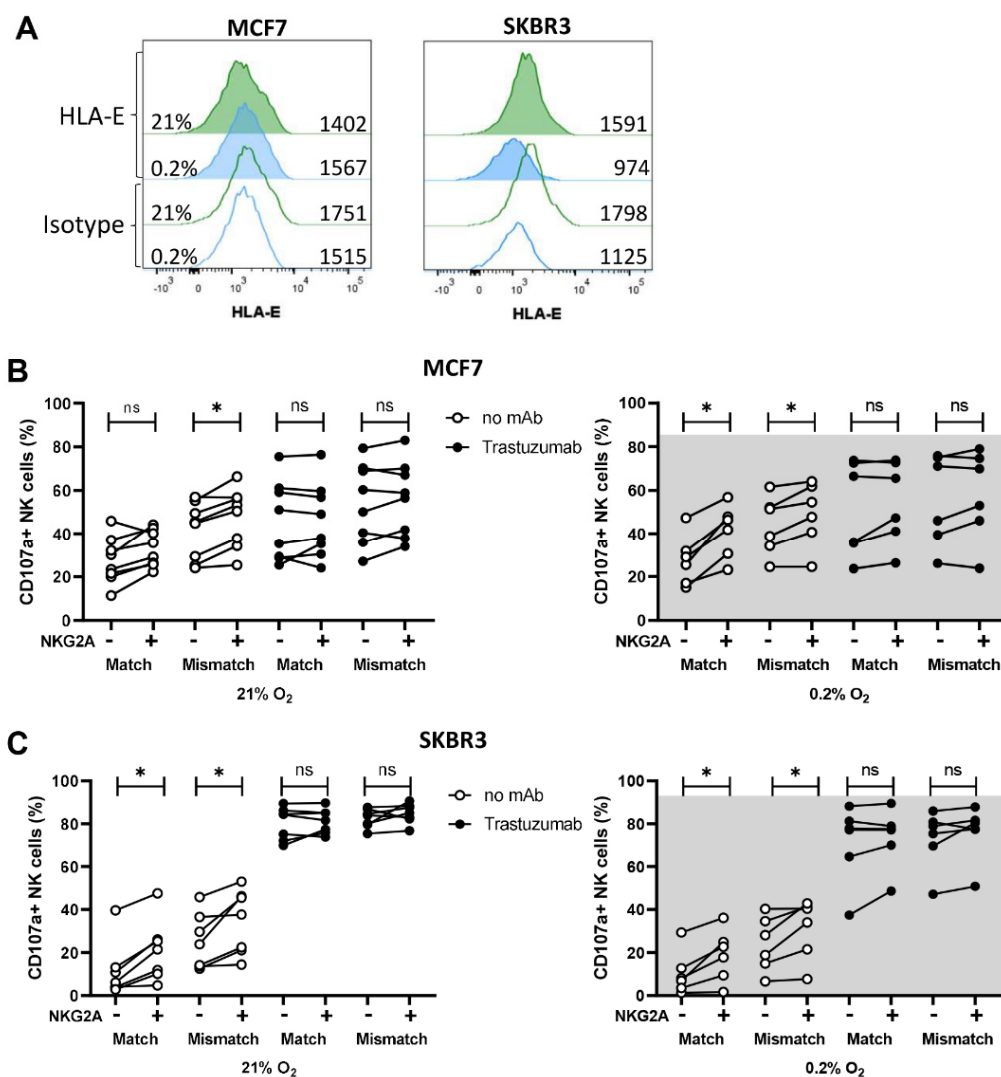 A
MCF7
SKBR3
HLA-E
Isotype
21% 1402
0.2% 1567
21% 1751
0.2% 1515
1591
974
1798
1125
-10³ 0 10³ 10⁴ 10⁵
HLA-E
-10³ 0 10³ 10⁴ 10⁵
HLA-E
B
MCF7
CD107a+ NK cells (%)
100
80
60
40
20
0
ns * ns ns
no mAb
Trastuzumab
NKG2A - + - + - + - +
Match Mismatch Match Mismatch
21% O₂
CD107a+ NK cells (%)
100
80
60
40
20
0
* * ns ns
NKG2A - + - + - + - +
Match Mismatch Match Mismatch
0.2% O₂
C
SKBR3
CD107a+ NK cells (%)
100
80
60
40
20
0
* * ns ns
no mAb
Trastuzumab
NKG2A - + - + - + - +
Match Mismatch Match Mismatch
21% O₂
CD107a+ NK cells (%)
100
80
60
40
20
0
* * ns ns
NKG2A - + - + - + - +
Match Mismatch Match Mismatch
0.2% O₂